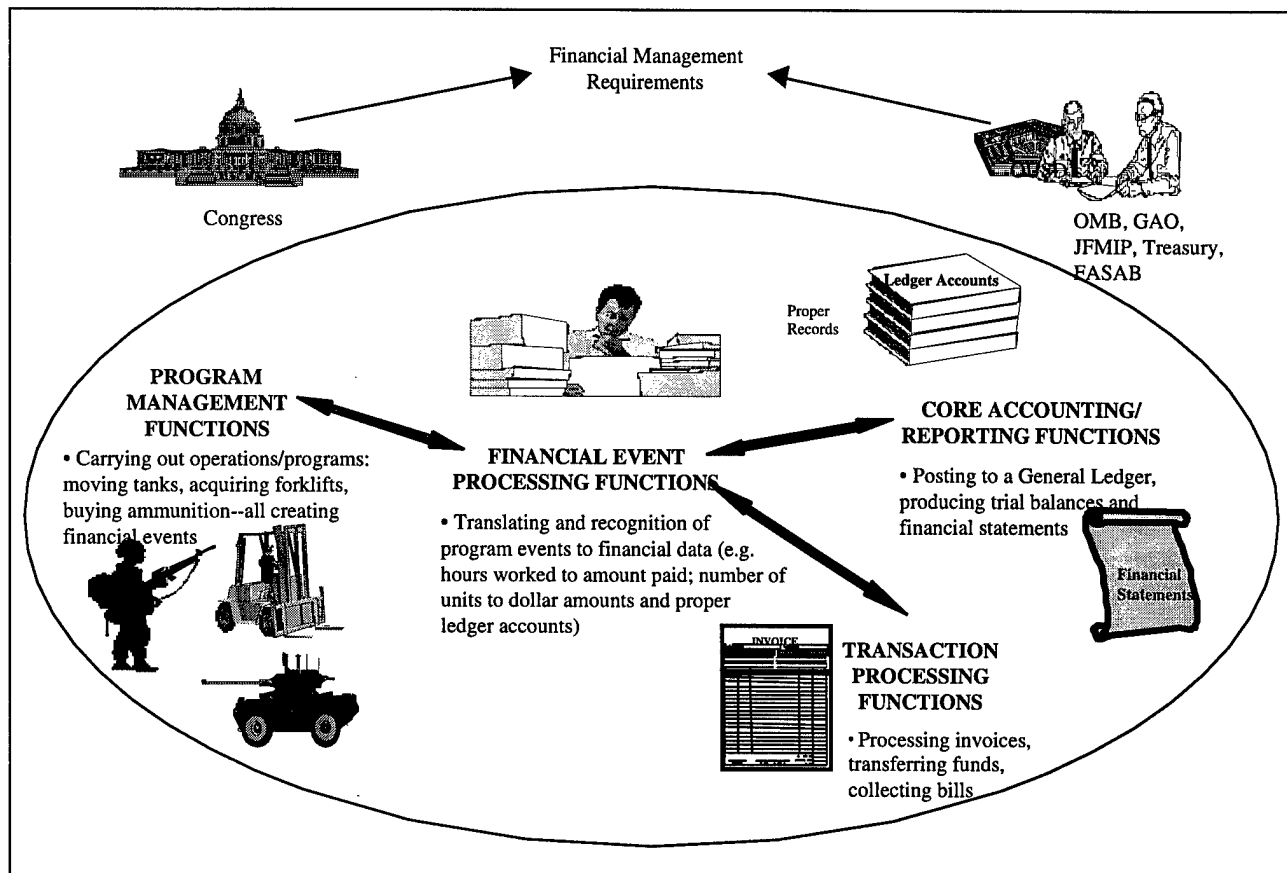 Financial Management
Requirements
Congress
OMB, GAO,
JFMIP, Treasury,
FASAB
Ledger Accounts
Proper
Records
PROGRAM
MANAGEMENT
FUNCTIONS
• Carrying out operations/programs:
moving tanks, acquiring forklifts,
buying ammunition--all creating
financial events
FINANCIAL EVENT
PROCESSING FUNCTIONS
• Translating and recognition of
program events to financial data (e.g.
hours worked to amount paid; number of
units to dollar amounts and proper
ledger accounts)
CORE ACCOUNTING/
REPORTING FUNCTIONS
• Posting to a General Ledger,
producing trial balances and
financial statements
Financial
Statements
INVOICE
TRANSACTION
PROCESSING
FUNCTIONS
• Processing invoices,
transferring funds,
collecting bills